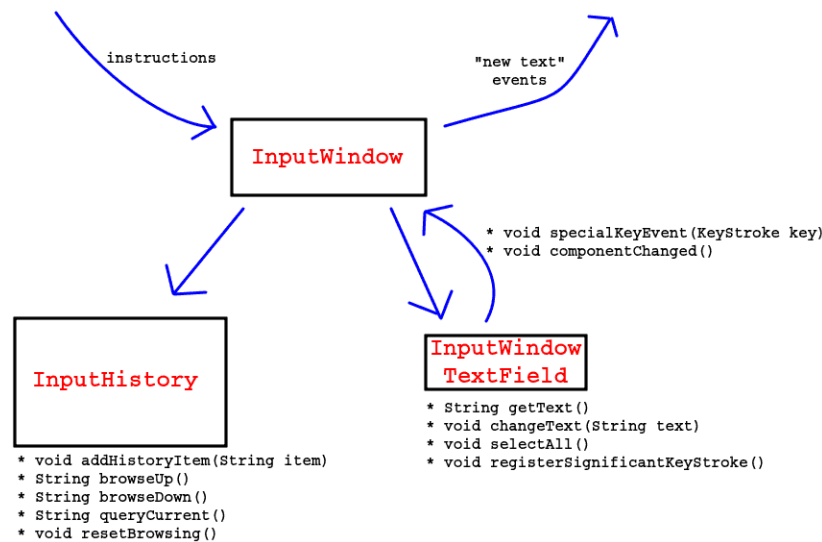 instructions
"new text"
events
InputWindow
* void specialKeyEvent(KeyStroke key)
* void componentChanged()
InputHistory
InputWindow
TextField
* void addHistoryItem(String item)
* String browseUp()
* String browseDown()
* String queryCurrent()
* void resetBrowsing()
* String getText()
* void changeText(String text)
* void selectAll()
* void registerSignificantKeyStroke()